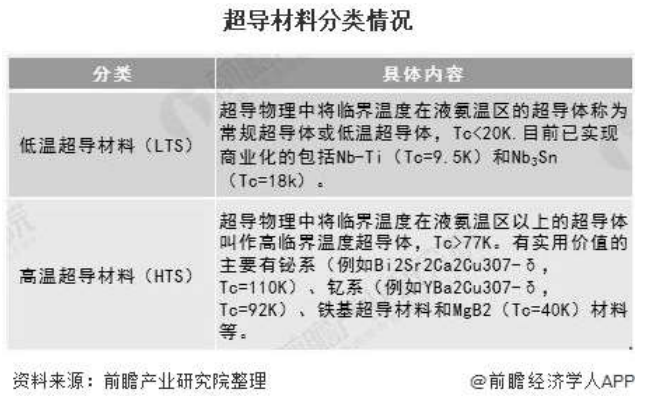 超导材料分类情况
分类
具体内容
低温超导材料（LTS）
超导物理中将临界温度在液氨温区的超导体称为
常规超导体或低温超导体，Tc<20K.目前已实现
商业化的包括Nb-Ti（Tc=9.5K）和Nb₃Sn
（Tc=18k）。
高温超导材料（HTS）
超导物理中将临界温度在液氨温区以上的超导体
叫作高临界温度超导体，Tc>77K。有实用价值的
主要有铋系（例如Bi2Sr2Ca2Cu3O7-δ，
Tc=110K）、钇系（例如YBa2Cu3O7-δ，
Tc=92K）、铁基超导材料和MgB2（Tc=40K）材料
等。
资料来源：前瞻产业研究院整理
@前瞻经济学人APP